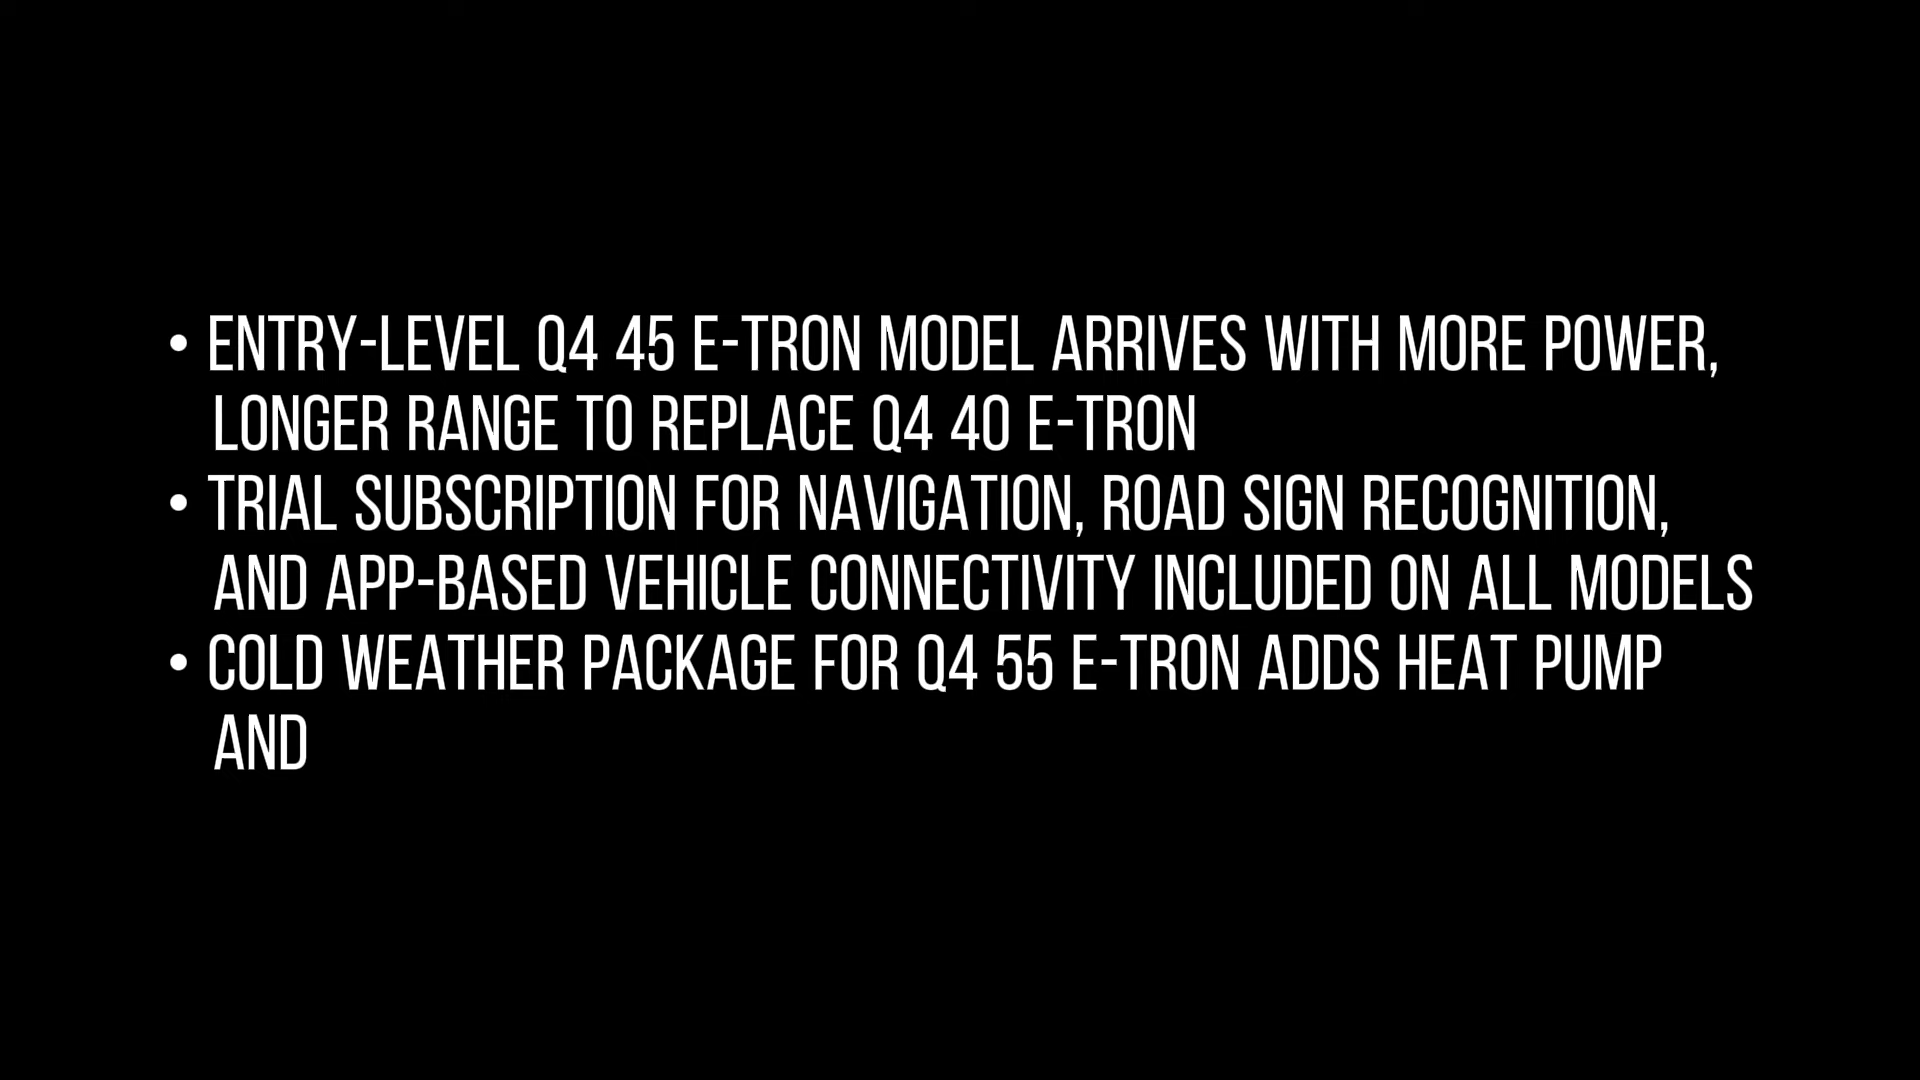 • ENTRY-LEVEL Q4 45 E-TRON MODEL ARRIVES WITH MORE POWER,
LONGER RANGE TO REPLACE Q4 40 E-TRON
• TRIAL SUBSCRIPTION FOR NAVIGATION, ROAD SIGN RECOGNITION,
AND APP-BASED VEHICLE CONNECTIVITY INCLUDED ON ALL MODELS
• COLD WEATHER PACKAGE FOR Q4 55 E-TRON ADDS HEAT PUMP
AND